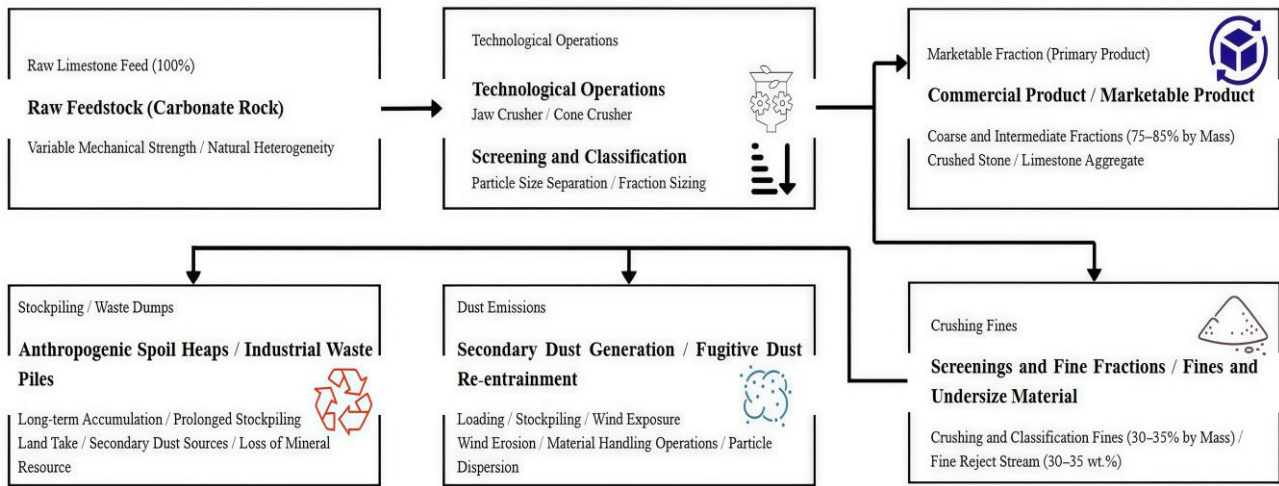 Raw Limestone Feed (100%)
Raw Feedstock (Carbonate Rock)
Variable Mechanical Strength / Natural Heterogeneity
Technological Operations
Technological Operations
Jaw Crusher / Cone Crusher
Screening and Classification
Particle Size Separation / Fraction Sizing
Marketable Fraction (Primary Product)
Commercial Product / Marketable Product
Coarse and Intermediate Fractions (75–85% by Mass)
Crushed Stone / Limestone Aggregate
Stockpiling / Waste Dumps
Anthropogenic Spoil Heaps / Industrial Waste
Piles
Long-term Accumulation / Prolonged Stockpiling
Land Take / Secondary Dust Sources / Loss of Mineral
Resource
Dust Emissions
Secondary Dust Generation / Fugitive Dust
Re-entrainment
Loading / Stockpiling / Wind Exposure
Wind Erosion / Material Handling Operations / Particle
Dispersion
Crushing Fines
Screenings and Fine Fractions / Fines and
Undersize Material
Crushing and Classification Fines (30–35% by Mass) /
Fine Reject Stream (30–35 wt.%)